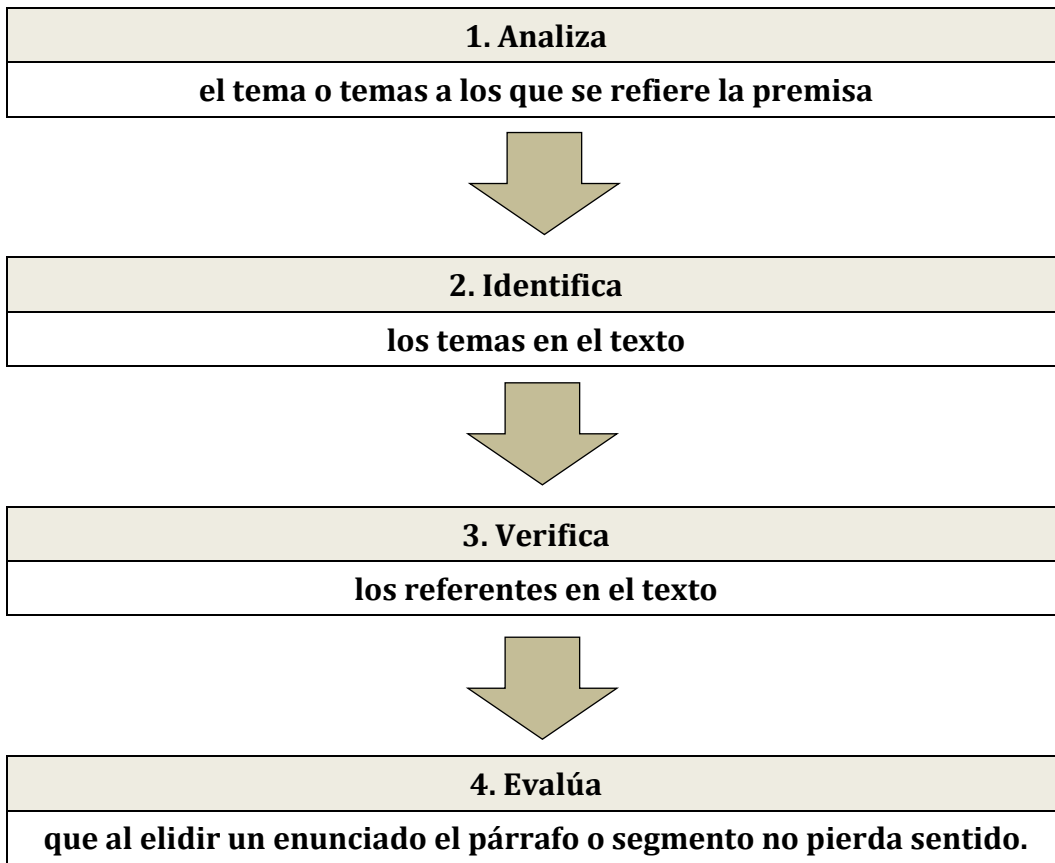 1. Analiza
el tema o temas a los que se refiere la premisa
2. Identifica
los temas en el texto
3. Verifica
los referentes en el texto
4. Evalúa
que al elidir un enunciado el párrafo o segmento no pierda sentido.